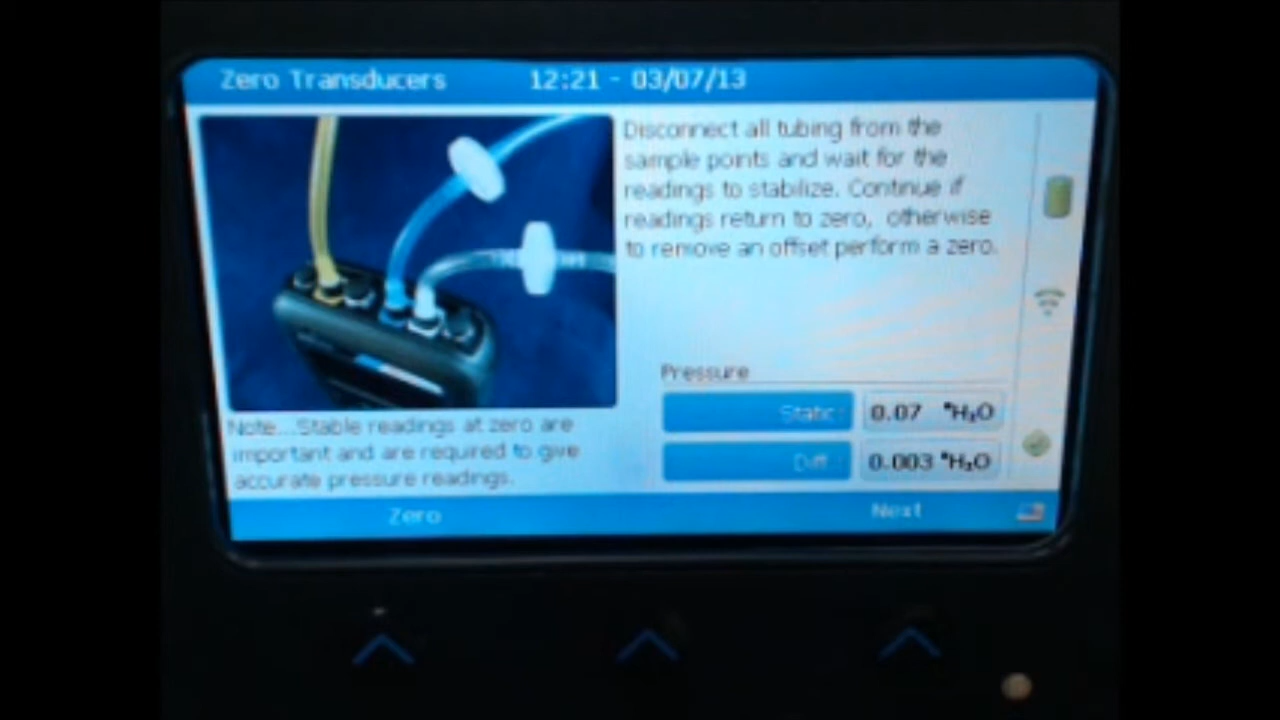 Zero Transducers 12:21 - 03/07/13
Disconnect all tubing from the
sample points and wait for the
readings to stabilize. Continue if
readings return to zero, otherwise
to remove an offset perform a zero.
Note...Stable readings at zero are
important and are required to give
accurate pressure readings.
Pressure
Static: 0.07 "H₂O
Diff.: 0.003 "H₂O
Zero Next